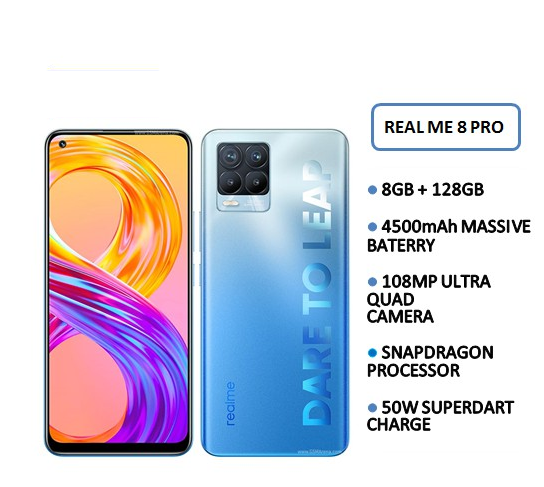 REAL ME 8 PRO
8GB + 128GB
4500mAh MASSIVE
BATERRY
108MP ULTRA
QUAD
CAMERA
SNAPDRAGON
PROCESSOR
50W SUPERDART
CHARGE
DARE TO LEAP
realme